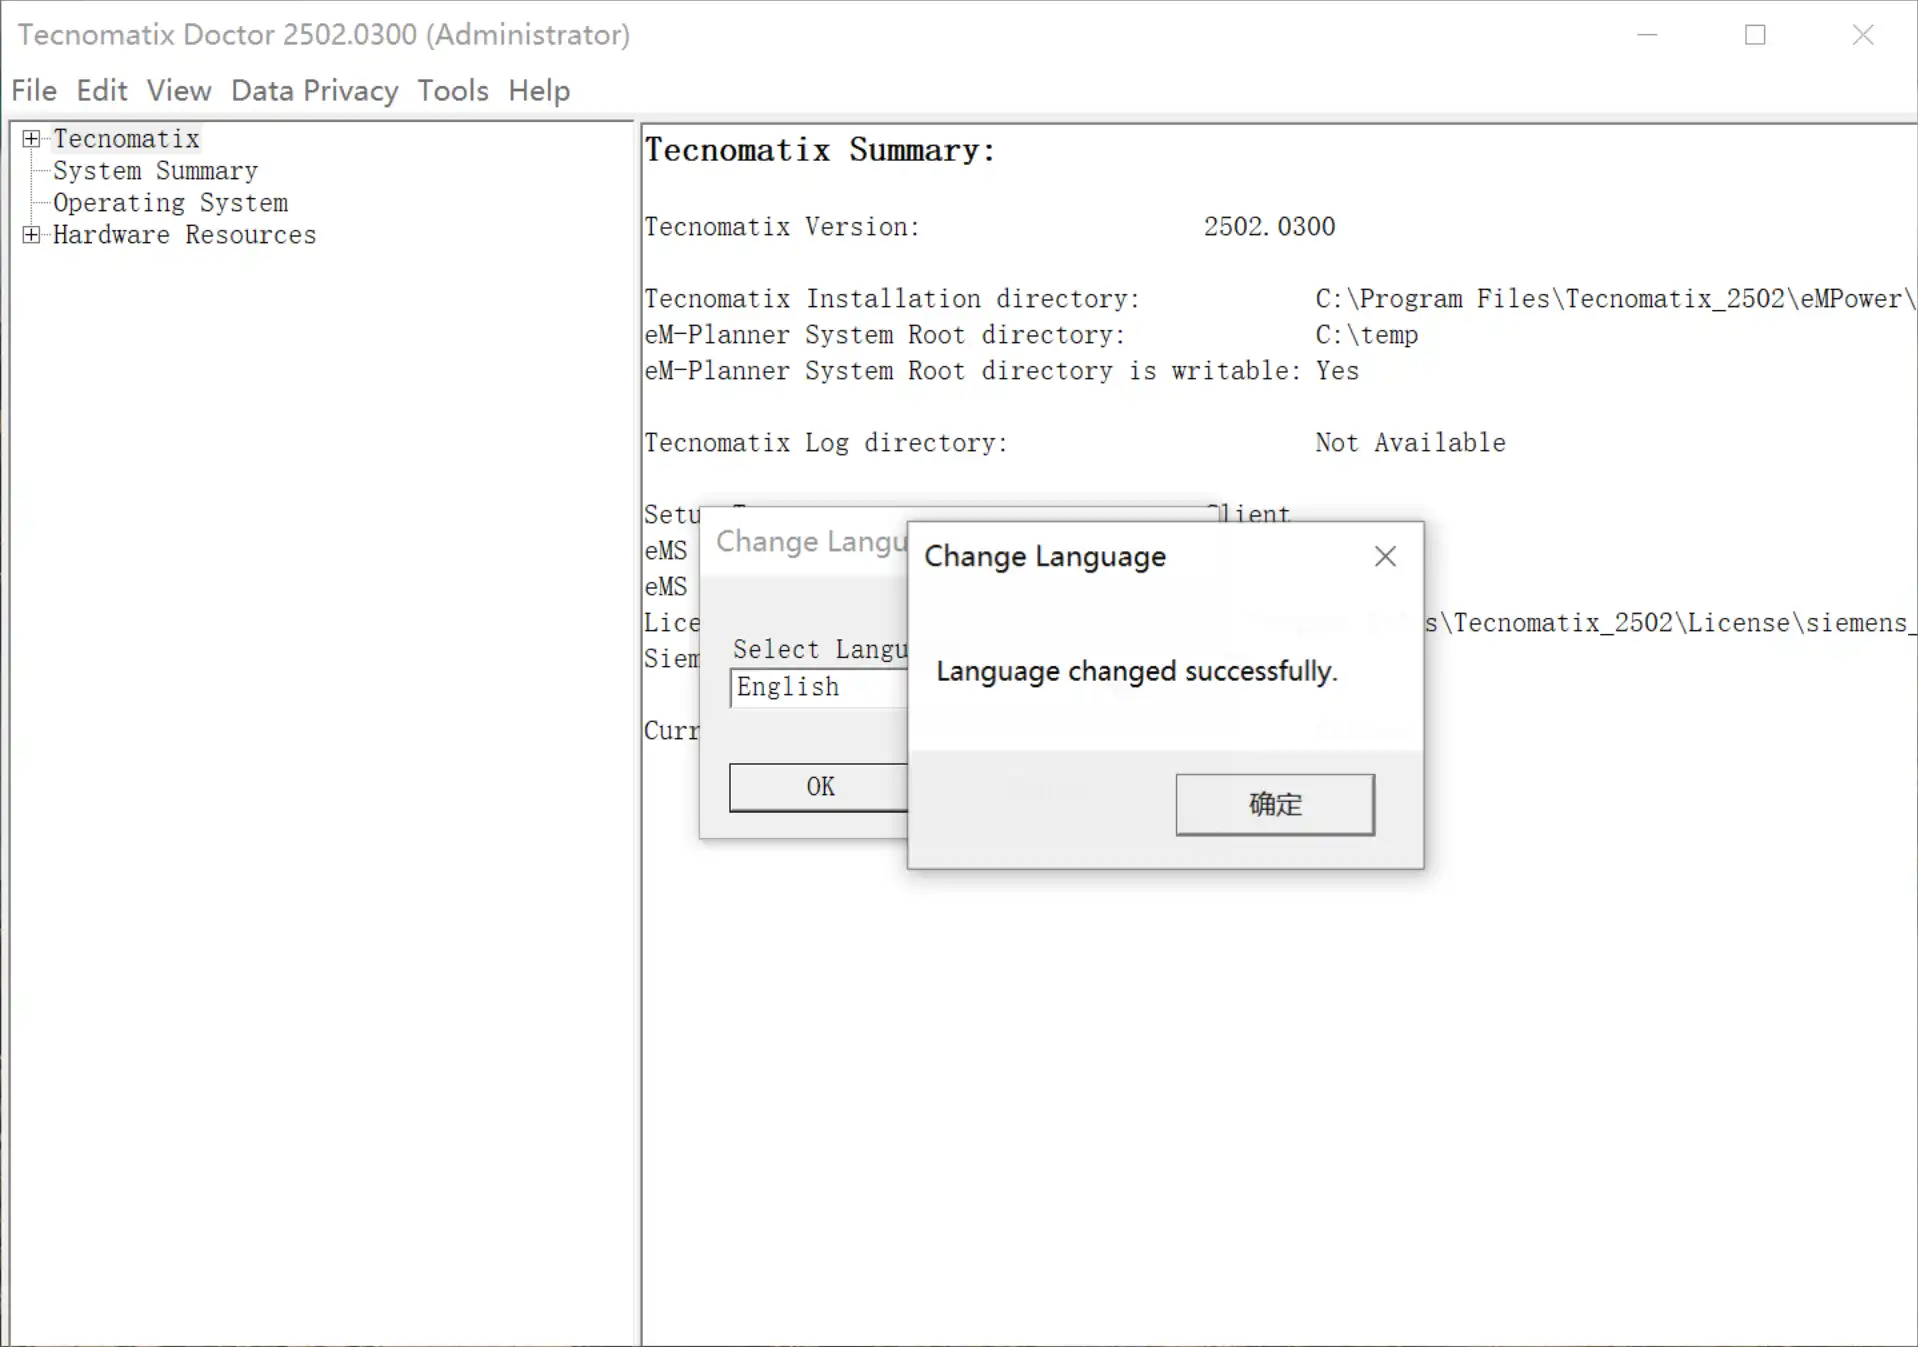 Tecnomatix Doctor 2502.0300 (Administrator)
File Edit View Data Privacy Tools Help
Tecnomatix
System Summary
Operating System
Hardware Resources
Tecnomatix Summary:
Tecnomatix Version: 2502.0300
Tecnomatix Installation directory: C:\Program Files\Tecnomatix_2502\eMPower\
eM-Planner System Root directory: C:\temp
eM-Planner System Root directory is writable: Yes
Tecnomatix Log directory: Not Available
Setu Client
eMS
eMS
Lice s\Tecnomatix_2502\License\siemens_
Siem
Curr
Change Langu
Select Langu
English
OK
Change Language
Language changed successfully.
确定